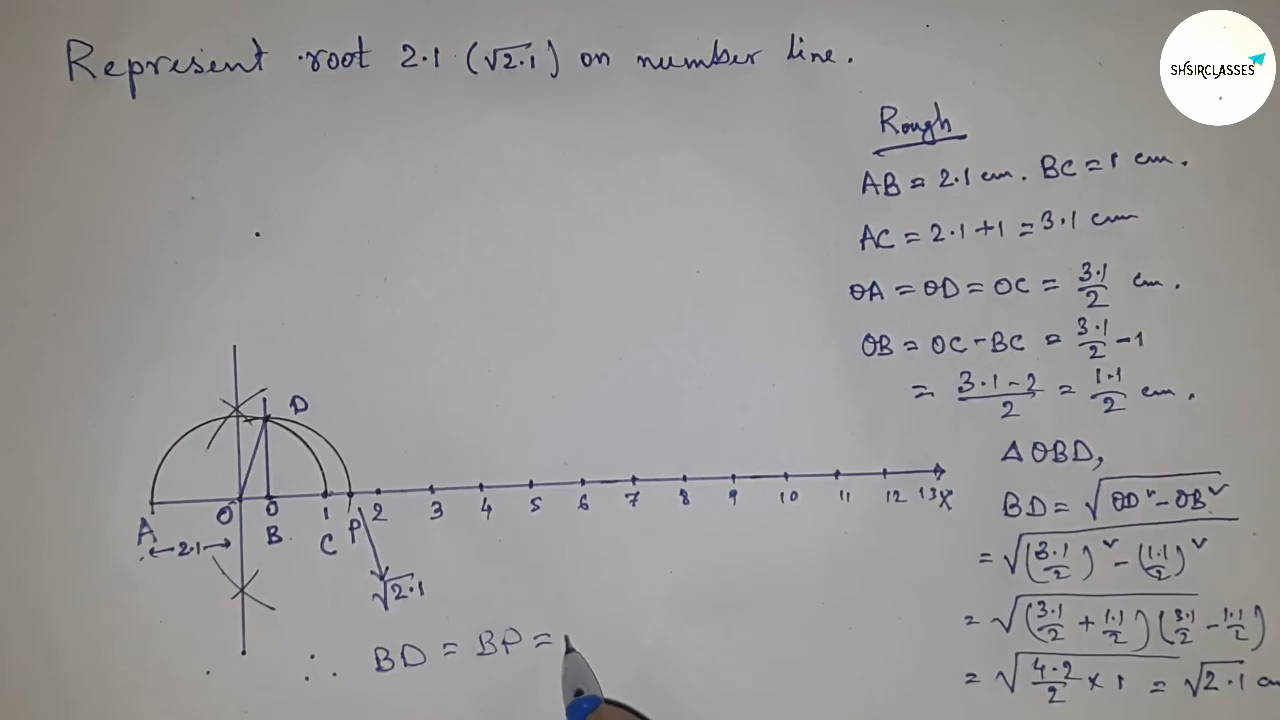 Represent root 2.1 (√2.1) on number line.
SHSIRCLASSES
Rough
AB = 2.1 cm. BC = 1 cm.
AC = 2.1 + 1 = 3.1 cm
OA = OD = OC = 3.1/2 cm.
OB = OC - BC = 3.1/2 - 1
= 3.1 - 2/2 = 1.1/2 cm.
△OBD,
BD = √OD² - OB²
= √(3.1/2)² - (1.1/2)²
= √(3.1/2 + 1.1/2)(3.1/2 - 1.1/2)
= √4.2/2 × 1 = √2.1 cm
D
A O 0 1 P 2 3 4 5 6 7 8 9 10 11 12 13 X
B C
2.1
√2.1
∴ BD = BP =